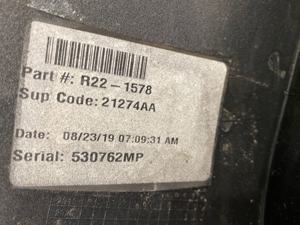 Part #: R22-1578
Sup Code: 21274AA
Date: 08/23/19 07:09:31 AM
Serial: 530762MP